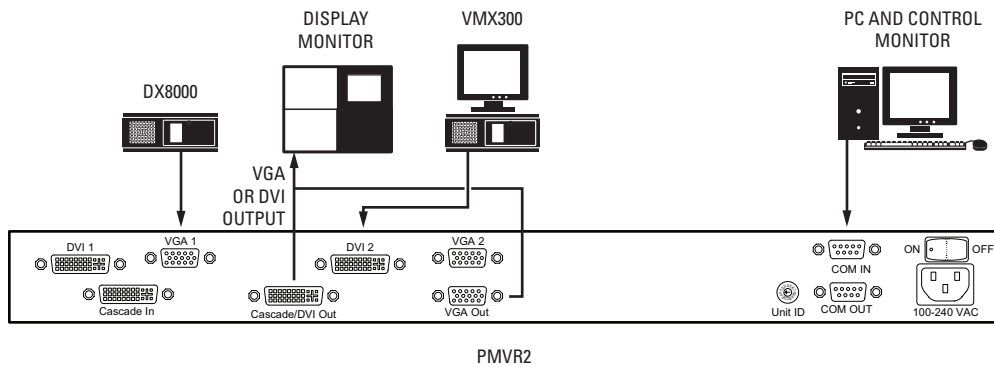 DISPLAY
MONITOR
VMX300
PC AND CONTROL
MONITOR
DX8000
VGA
OR DVI
OUTPUT
DVI 1
VGA 1
DVI 2
VGA 2
COM IN
ON
OFF
Cascade In
Cascade/DVI Out
VGA Out
Unit ID
COM OUT
100-240 VAC
PMVR2